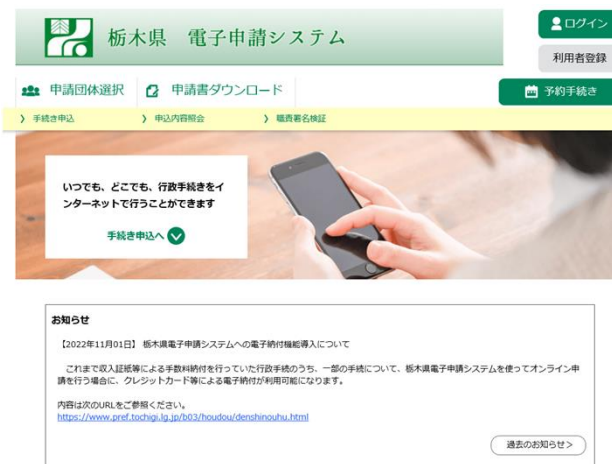 栃木県 電子申請システム
ログイン
利用者登録
申請団体選択
申請書ダウンロード
予約手続き
手続き申込
申込内容照会
職責署名検証
いつでも、どこでも、行政手続きをイ
ンターネットで行うことができます
手続き申込へ
お知らせ
【2022年11月01日】 栃木県電子申請システムへの電子納付機能導入について
これまで収入証紙等による手数料納付を行っていた行政手続のうち、一部の手続について、栃木県電子申請システムを使ってオンライン申
請を行う場合に、クレジットカード等による電子納付が利用可能になります。
内容は次のURLをご参照ください。
https://www.pref.tochigi.lg.jp/b03/houdou/denshinouhu.html
過去のお知らせ＞